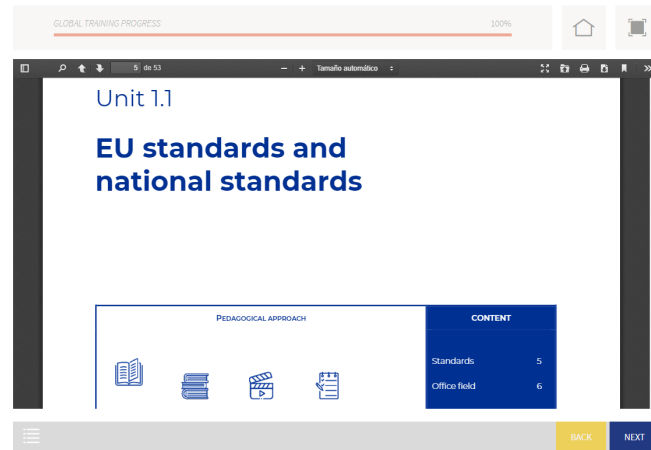 GLOBAL TRAINING PROGRESS 100%
5 de 53 Tamaño automático
Unit 1.1
EU standards and
national standards
PEDAGOGICAL APPROACH
CONTENT
Standards 5
Office field 6
BACK NEXT